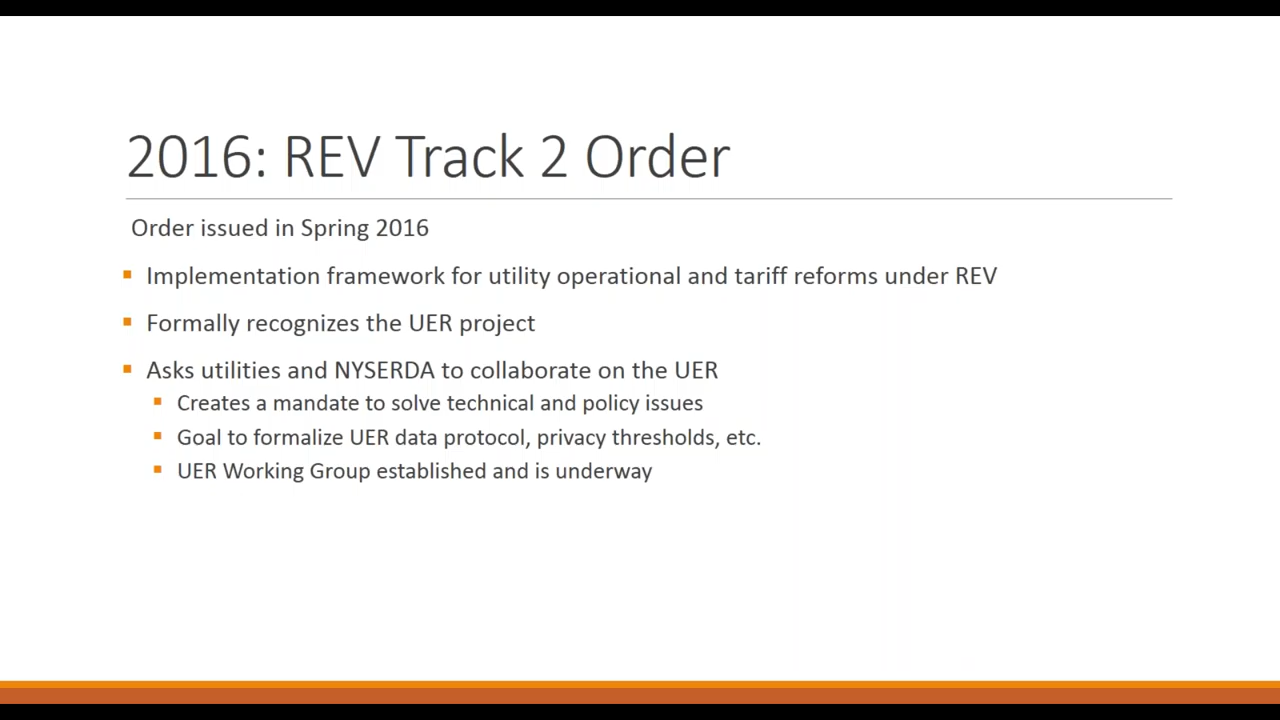 2016: REV Track 2 Order
Order issued in Spring 2016
Implementation framework for utility operational and tariff reforms under REV
Formally recognizes the UER project
Asks utilities and NYSERDA to collaborate on the UER
Creates a mandate to solve technical and policy issues
Goal to formalize UER data protocol, privacy thresholds, etc.
UER Working Group established and is underway